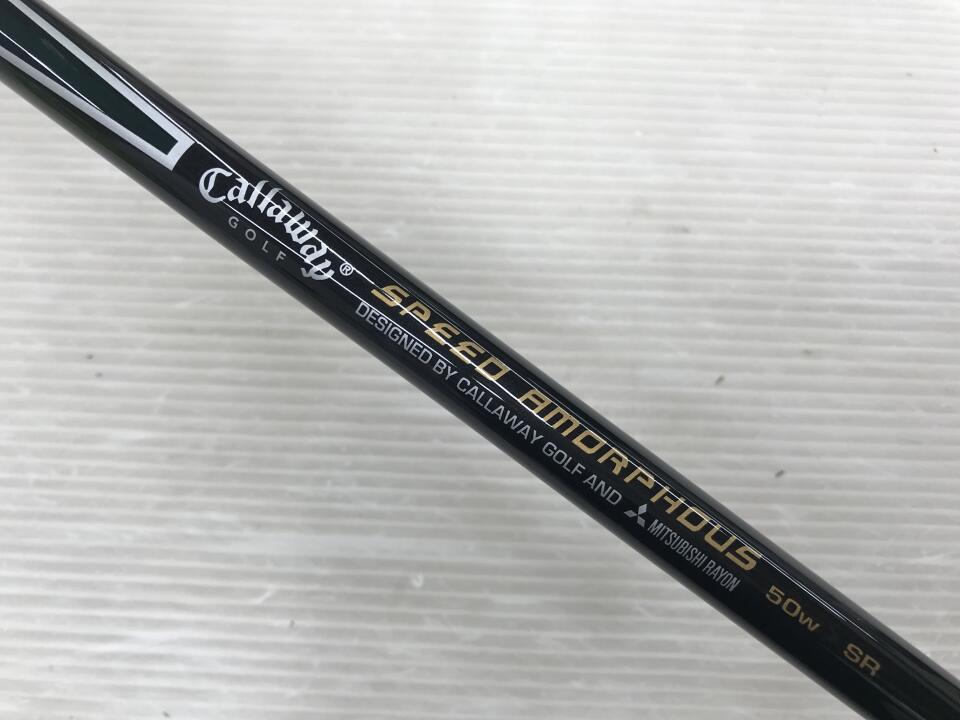 Callaway®
GOLF
SPEED AMORPHOUS 50w SR
DESIGNED BY CALLAWAY GOLF AND MITSUBISHI RAYON